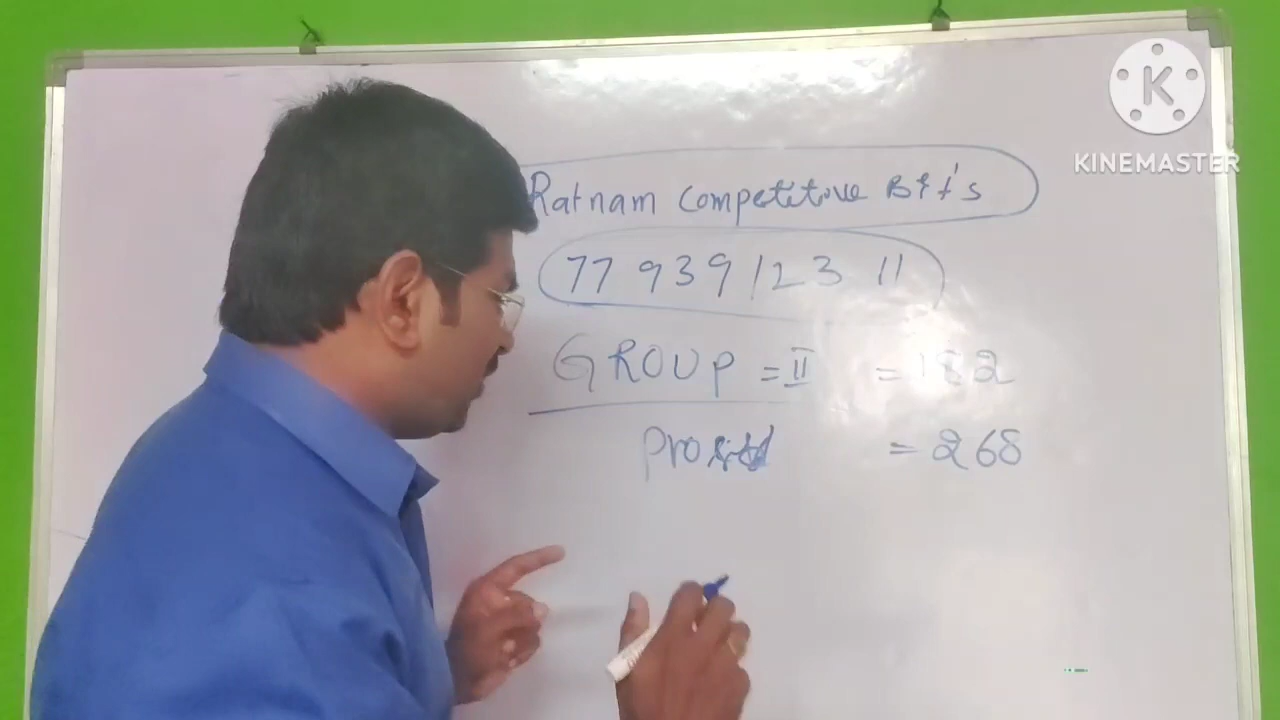 K
KINEMASTER
Ratnam Competitive Bit's
77 939 123 11
GROUP = II = 182
= 268